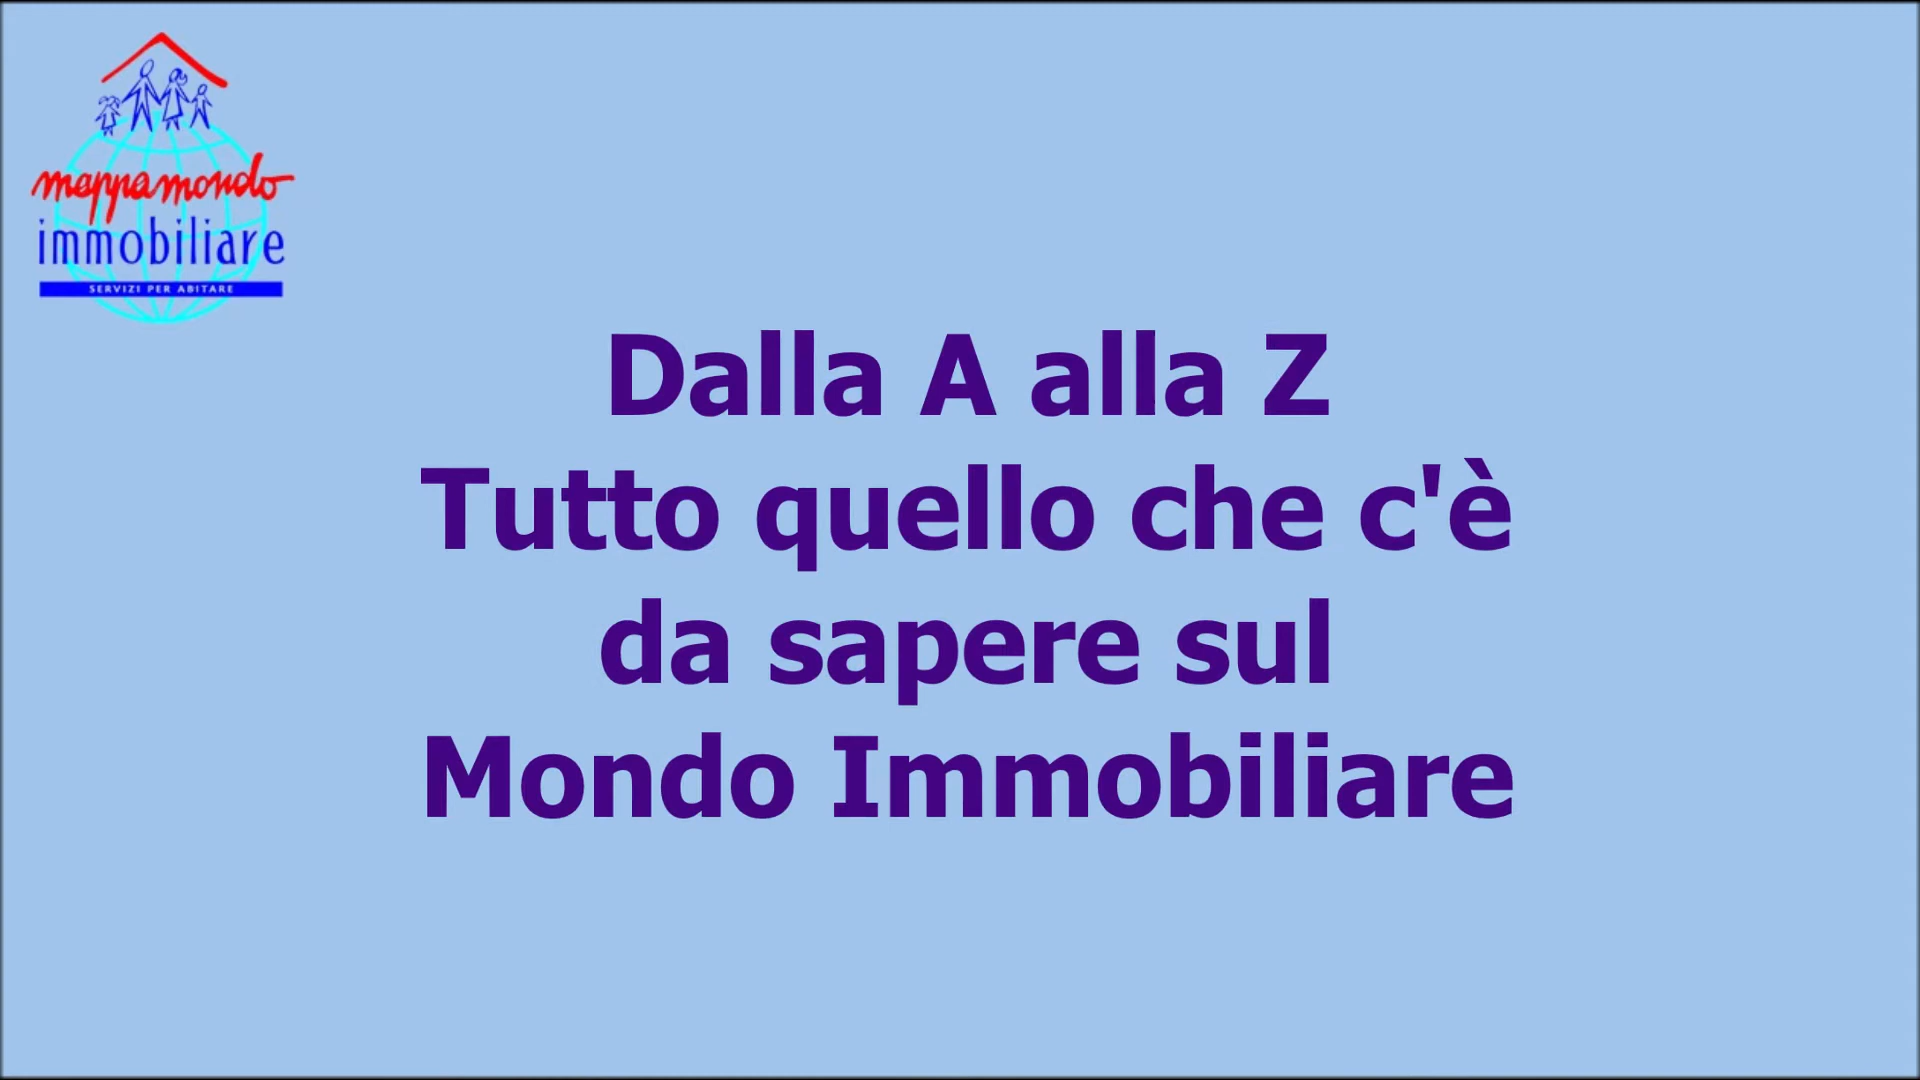 mappamondo
immobiliare
SERVIZI PER ABITARE
Dalla A alla Z
Tutto quello che c'è
da sapere sul
Mondo Immobiliare